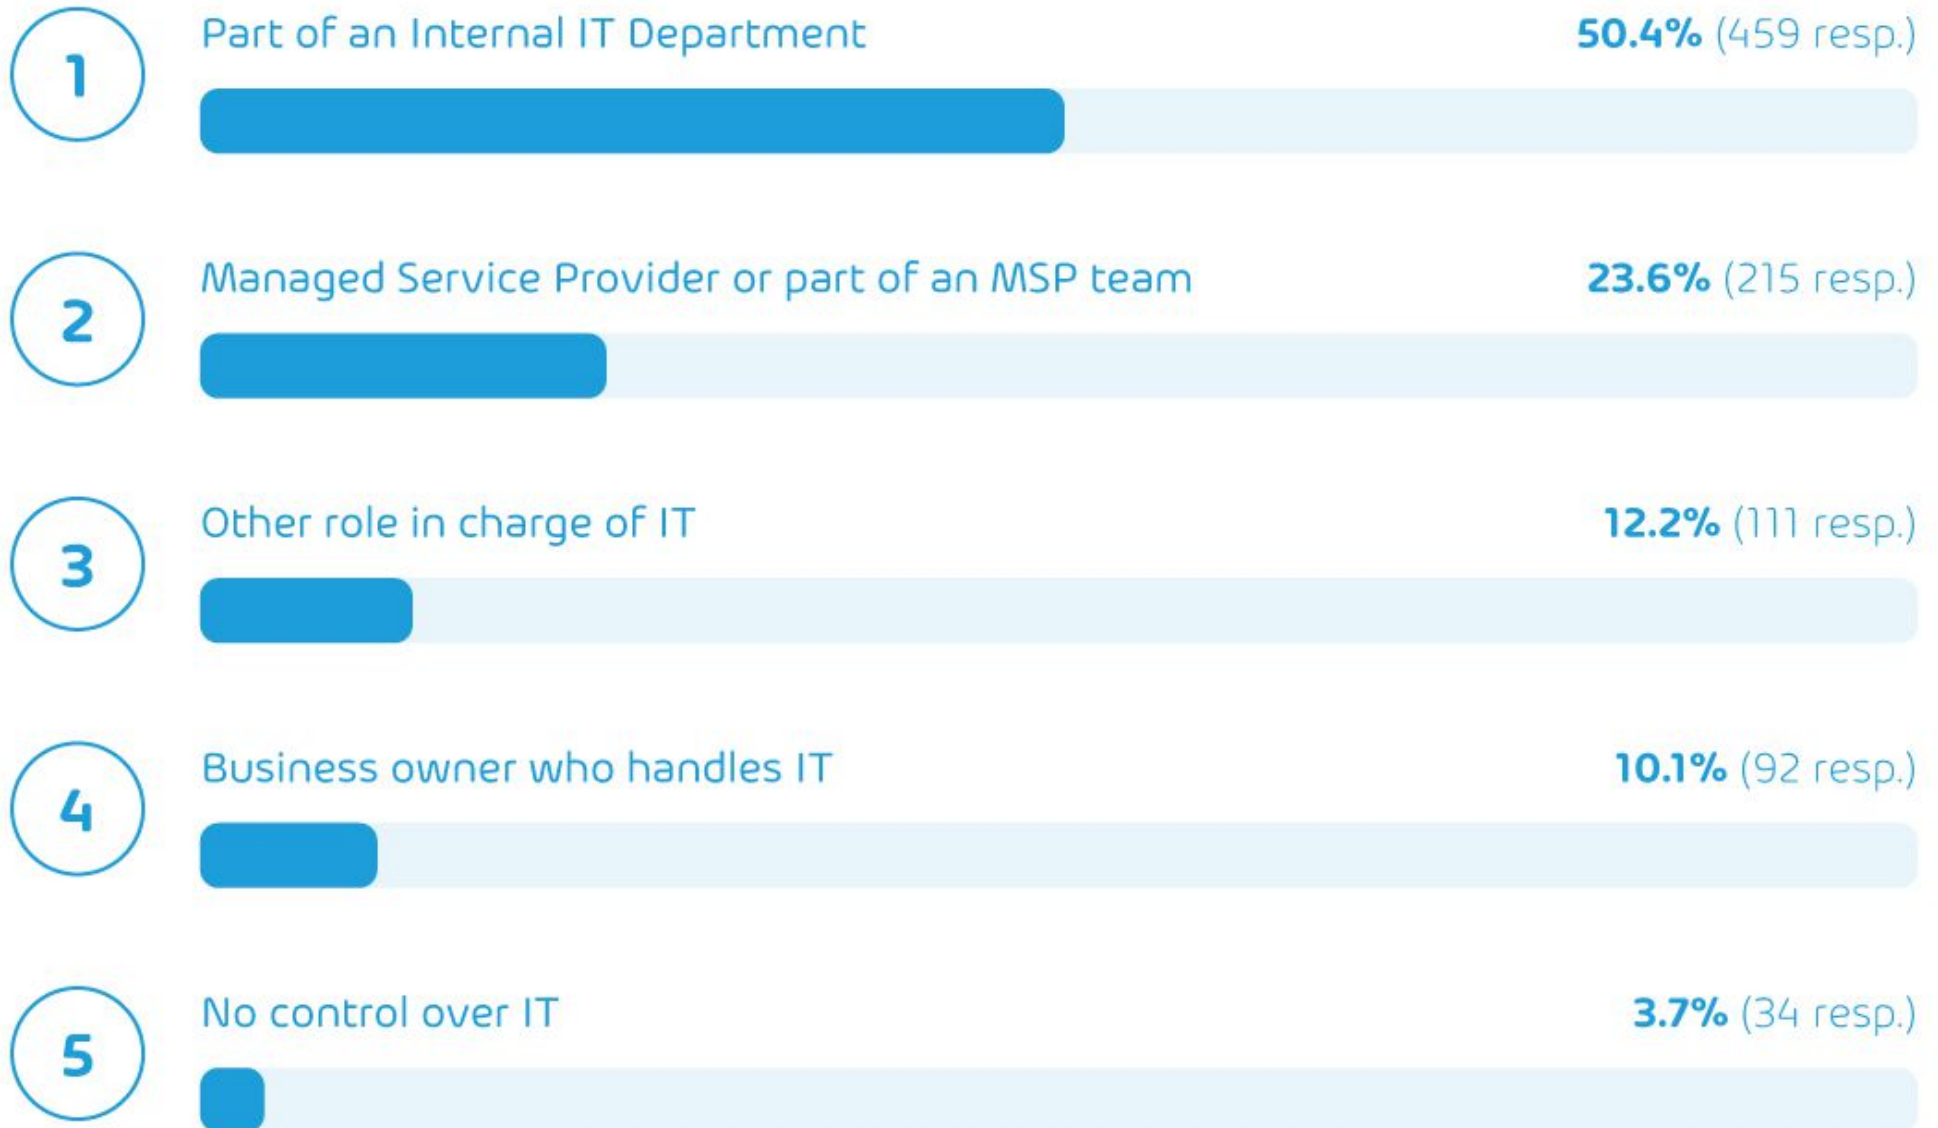 1
Part of an Internal IT Department
50.4% (459 resp.)
2
Managed Service Provider or part of an MSP team
23.6% (215 resp.)
3
Other role in charge of IT
12.2% (111 resp.)
4
Business owner who handles IT
10.1% (92 resp.)
5
No control over IT
3.7% (34 resp.)